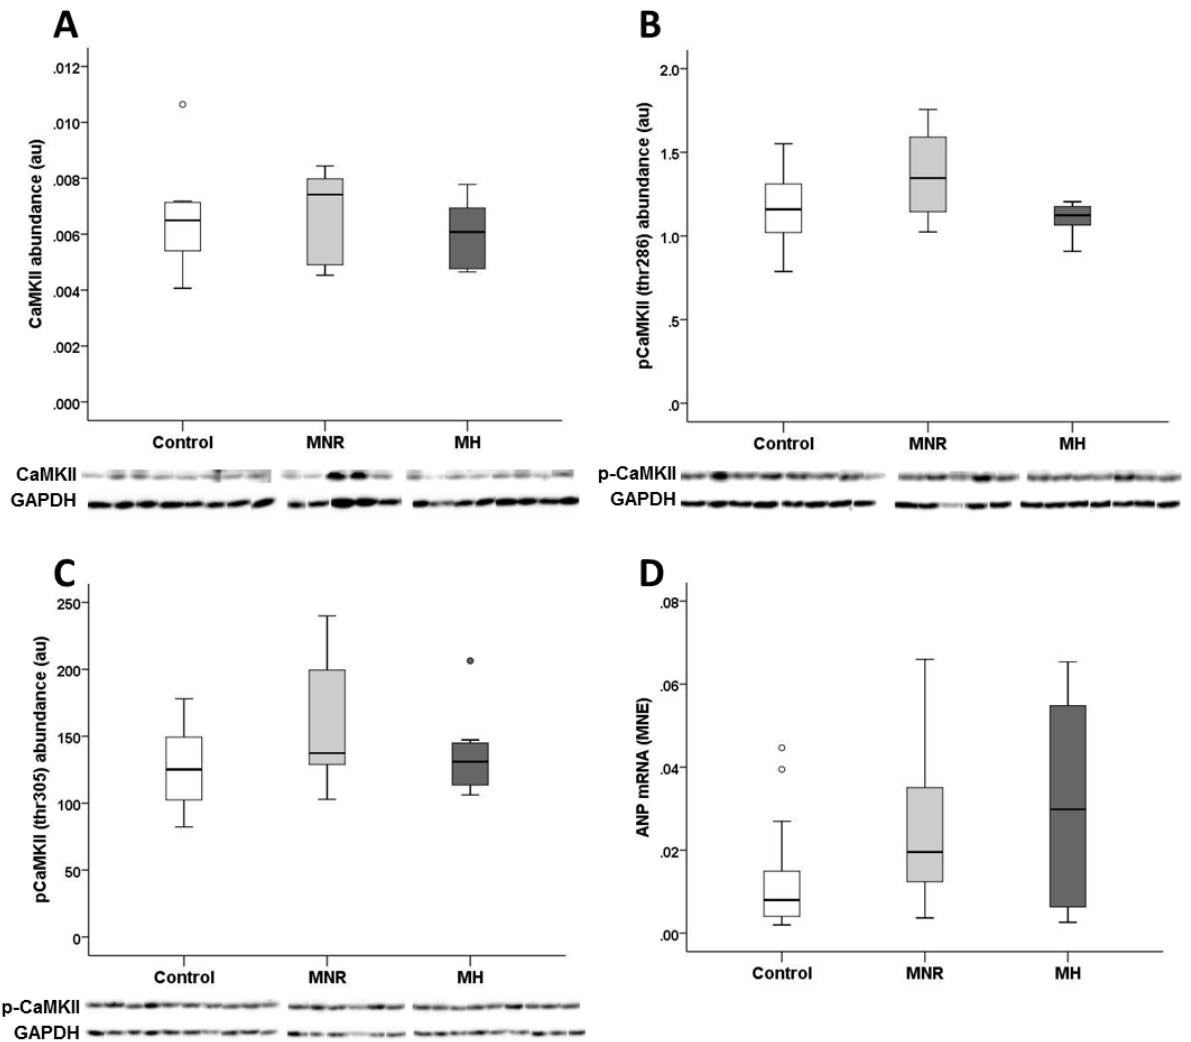 A
CaMKII abundance (au)
.012
.010
.008
.006
.004
.002
.000
Control MNR MH
CaMKII
GAPDH
B
pCaMKII (thr286) abundance (au)
2.0
1.5
1.0
.5
.0
Control MNR MH
p-CaMKII
GAPDH
C
pCaMKII (thr305) abundance (au)
250
200
150
100
50
0
Control MNR MH
p-CaMKII
GAPDH
D
ANP mRNA (MNE)
.08
.06
.04
.02
.00
Control MNR MH